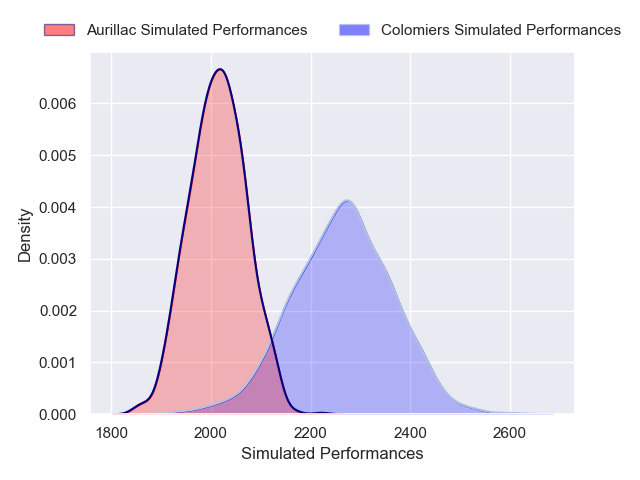 Aurillac Simulated Performances
Colomiers Simulated Performances
0.006
0.005
0.004
0.003
0.002
0.001
0.000
Density
1800 2000 2200 2400 2600
Simulated Performances